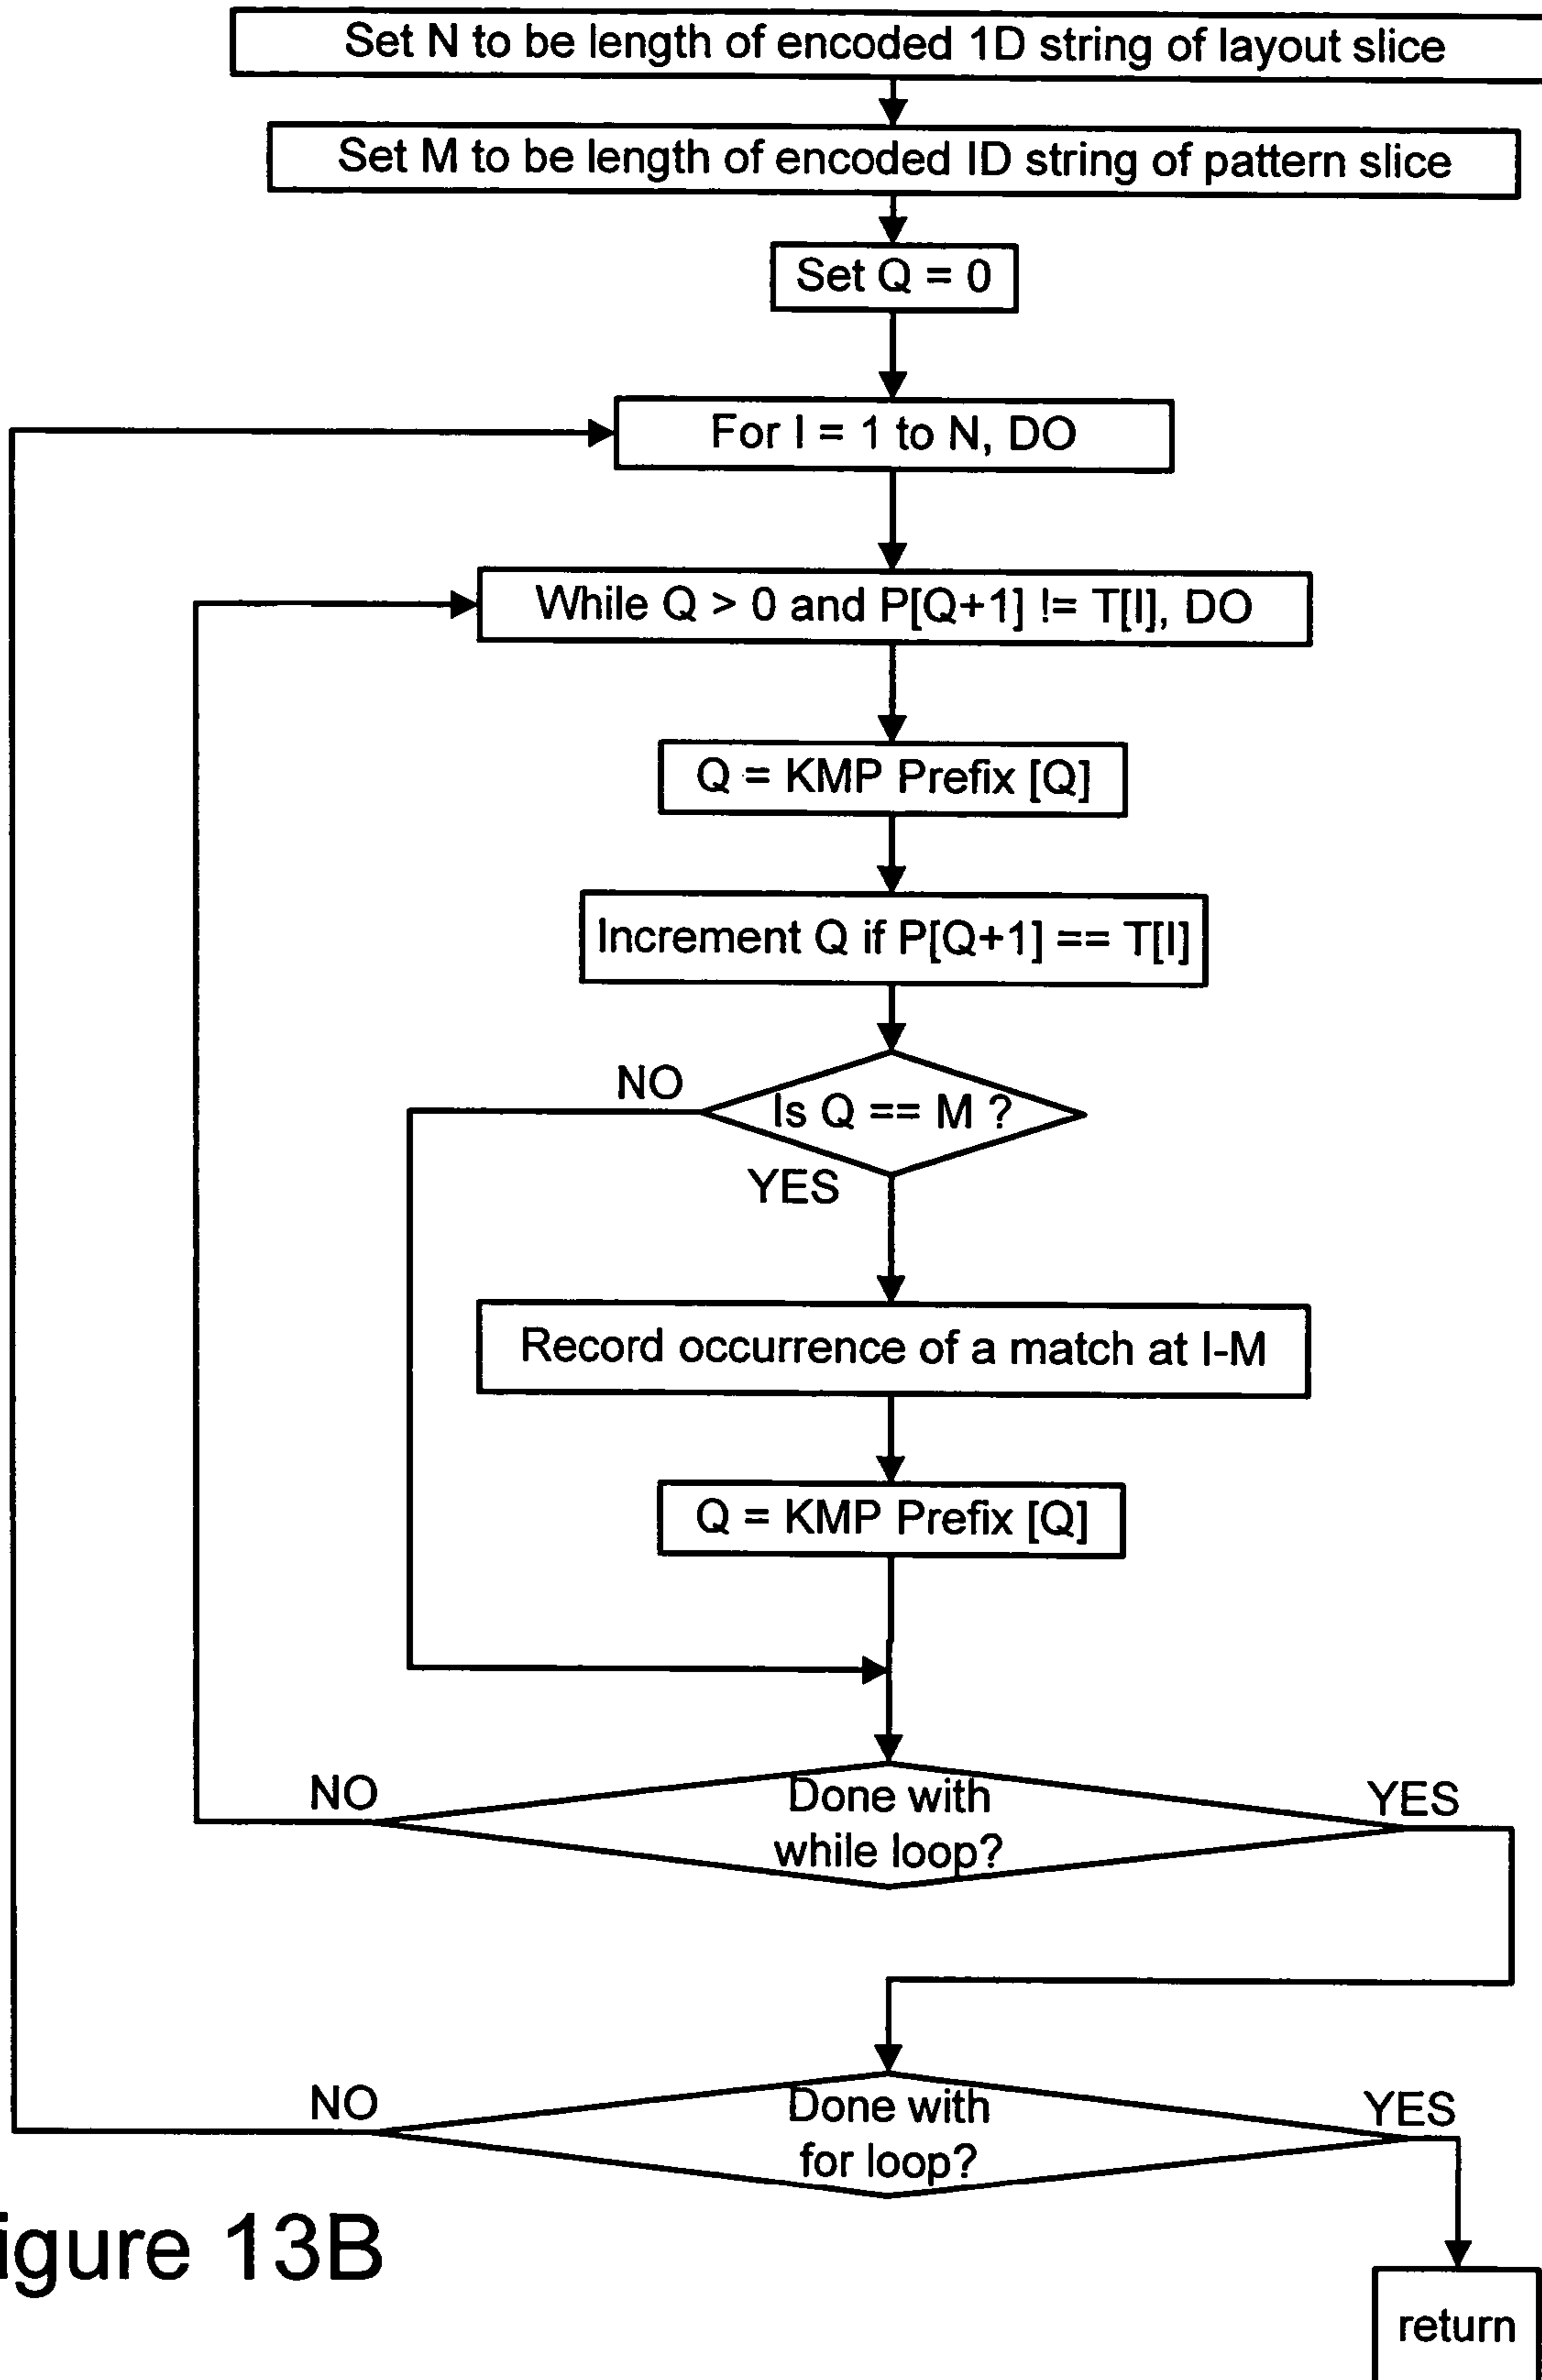 Set N to be length of encoded 1D string of layout slice
Set M to be length of encoded ID string of pattern slice
Set Q = 0
For I = 1 to N, DO
While Q > 0 and P[Q+1] != T[I], DO
Q = KMP Prefix [Q]
Increment Q if P[Q+1] == T[I]
NO
Is Q == M ?
YES
Record occurrence of a match at I-M
Q = KMP Prefix [Q]
NO
Done with
while loop?
YES
NO
Done with
for loop?
YES
igure 13B
return